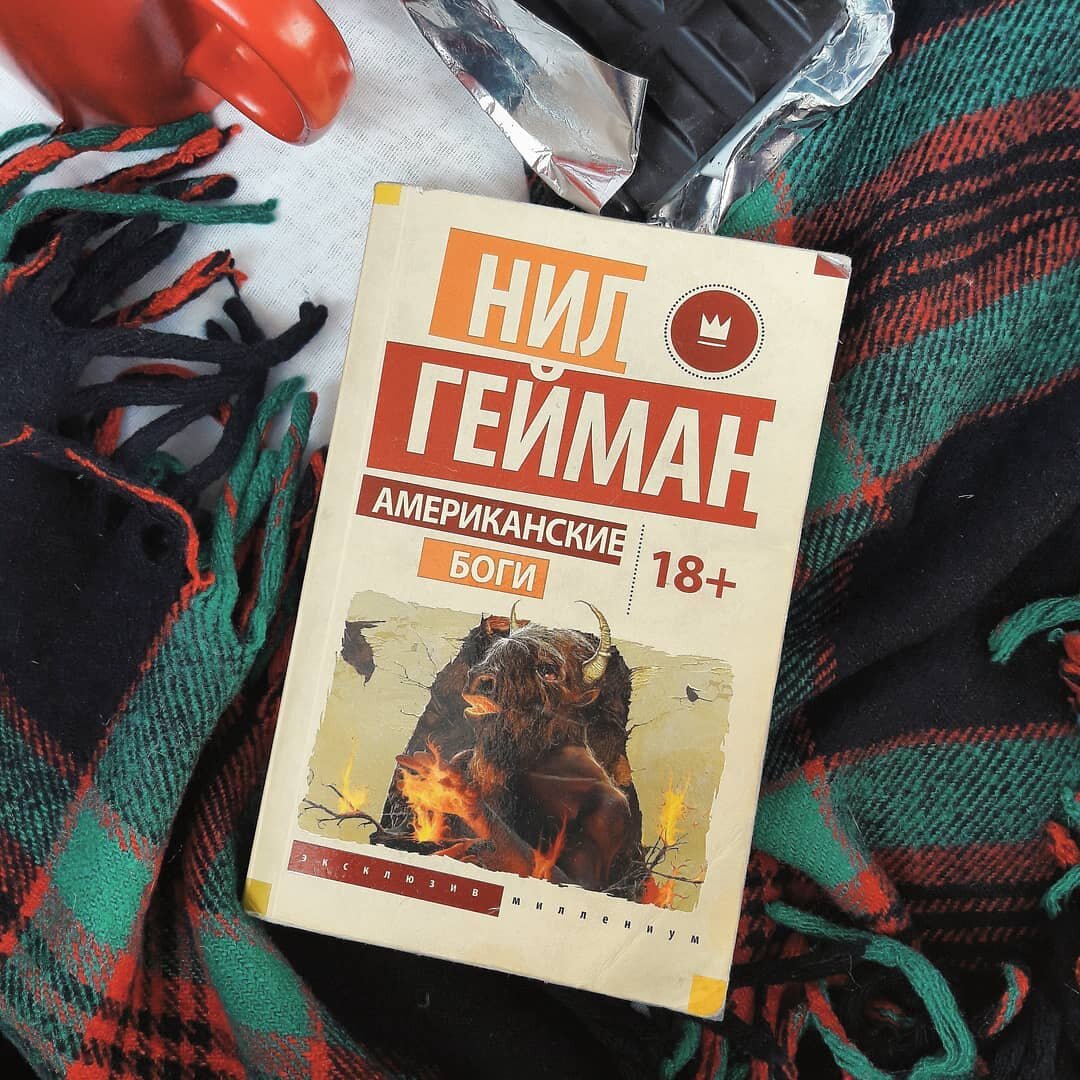 НИЛ
ГЕЙМАН
АМЕРИКАНСКИЕ
БОГИ
18+
эксклюзив
миллениум